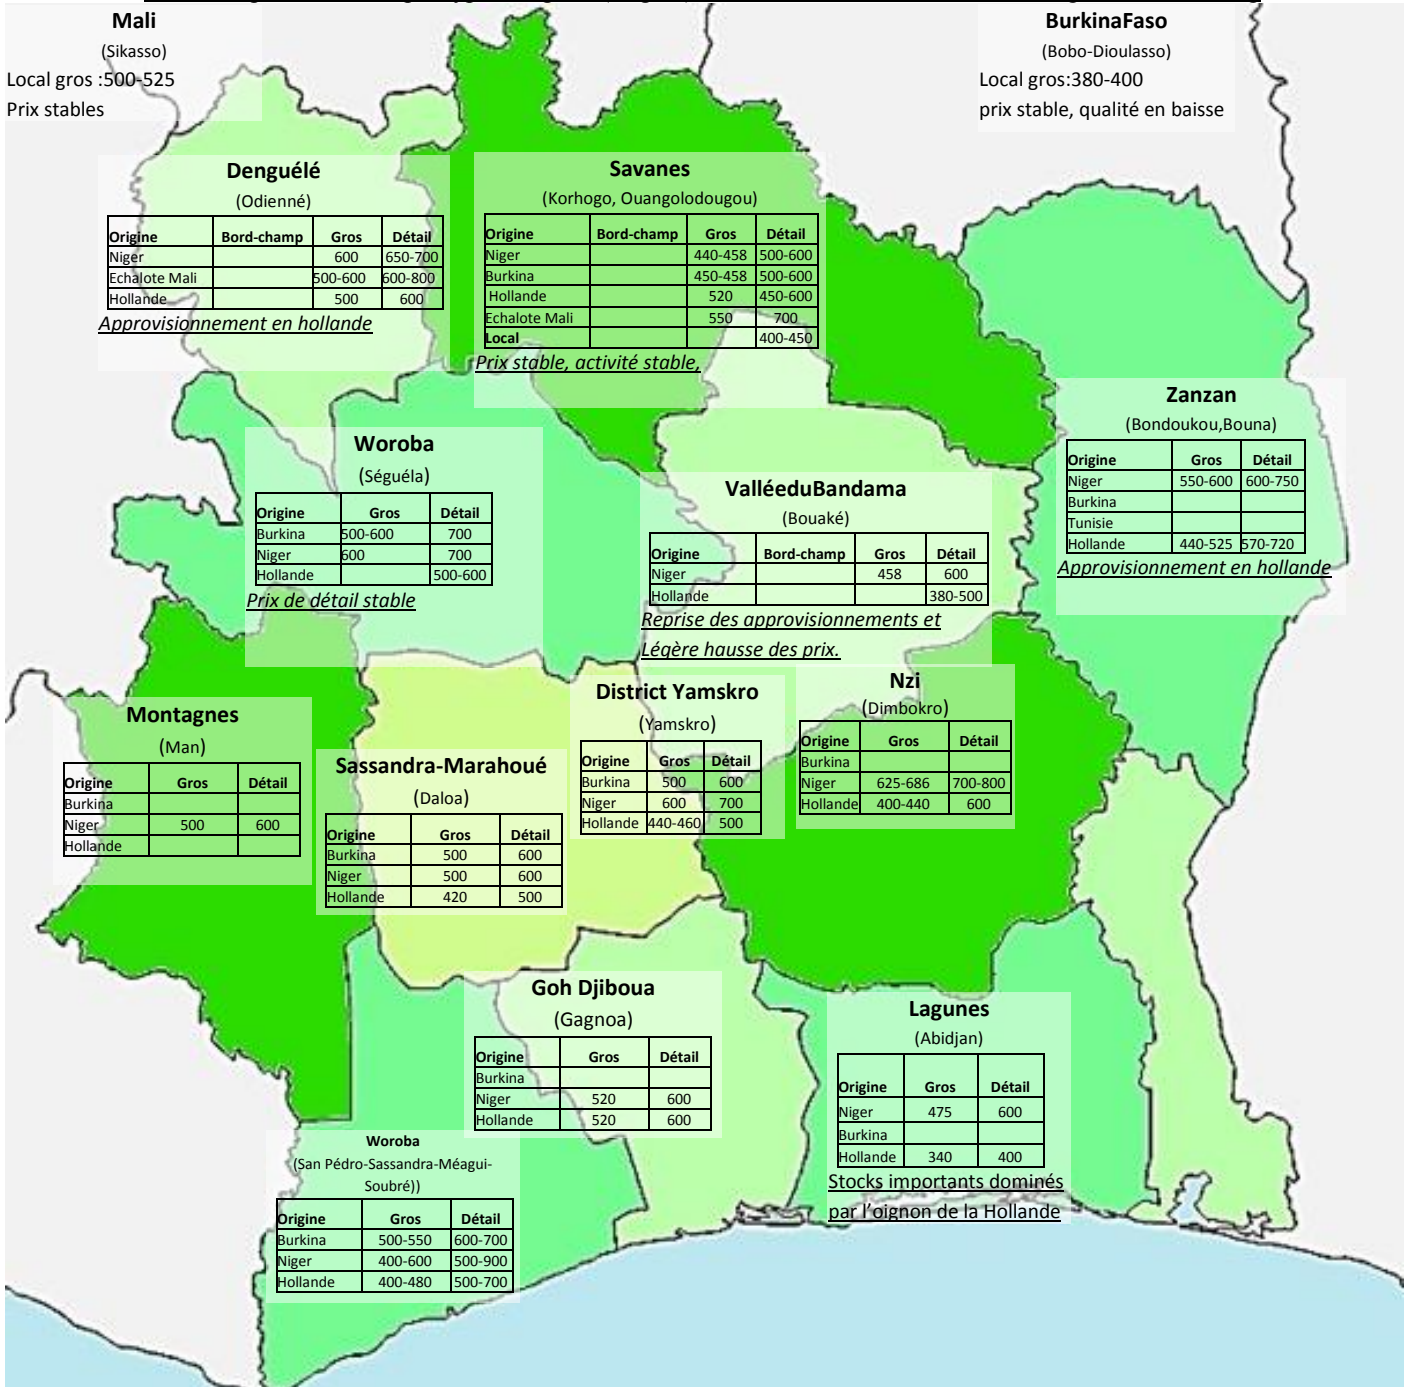 Mali
(Sikasso)
Local gros :500-525
Prix stables
BurkinaFaso
(Bobo-Dioulasso)
Local gros:380-400
prix stable, qualité en baisse
Denguélé
(Odienné)
Origine Bord-champ Gros Détail
Niger 600 650-700
Echalote Mali 500-600 600-800
Hollande 500 600
Approvisionnement en hollande
Savanes
(Korhogo, Ouangolodougou)
Origine Bord-champ Gros Détail
Niger 440-458 500-600
Burkina 450-458 500-600
Hollande 520 450-600
Echalote Mali 550 700
Local 400-450
Prix stable, activité stable,
Zanzan
(Bondoukou,Bouna)
Origine Gros Détail
Niger 550-600 600-750
Burkina
Tunisie
Hollande 440-525 570-720
Approvisionnement en hollande
Woroba
(Séguéla)
Origine Gros Détail
Burkina 500-600 700
Niger 600 700
Hollande 500-600
Prix de détail stable
ValléeduBandama
(Bouaké)
Origine Bord-champ Gros Détail
Niger 458 600
Hollande 380-500
Reprise des approvisionnements et
Légère hausse des prix.
Montagnes
(Man)
Origine Gros Détail
Burkina
Niger 500 600
Hollande
Sassandra-Marahoué
(Daloa)
Origine Gros Détail
Burkina 500 600
Niger 500 600
Hollande 420 500
District Yamskro
(Yamskro)
Origine Gros Détail
Burkina 500 600
Niger 600 700
Hollande 440-460 500
Nzi
(Dimbokro)
Origine Gros Détail
Burkina
Niger 625-686 700-800
Hollande 400-440 600
Goh Djiboua
(Gagnoa)
Origine Gros Détail
Burkina
Niger 520 600
Hollande 520 600
Lagunes
(Abidjan)
Origine Gros Détail
Niger 475 600
Burkina
Hollande 340 400
Stocks importants dominés
par l'oignon de la Hollande
Woroba
(San Pédro-Sassandra-Méagui-
Soubré))
Origine Gros Détail
Burkina 500-550 600-700
Niger 400-600 500-900
Hollande 400-480 500-700